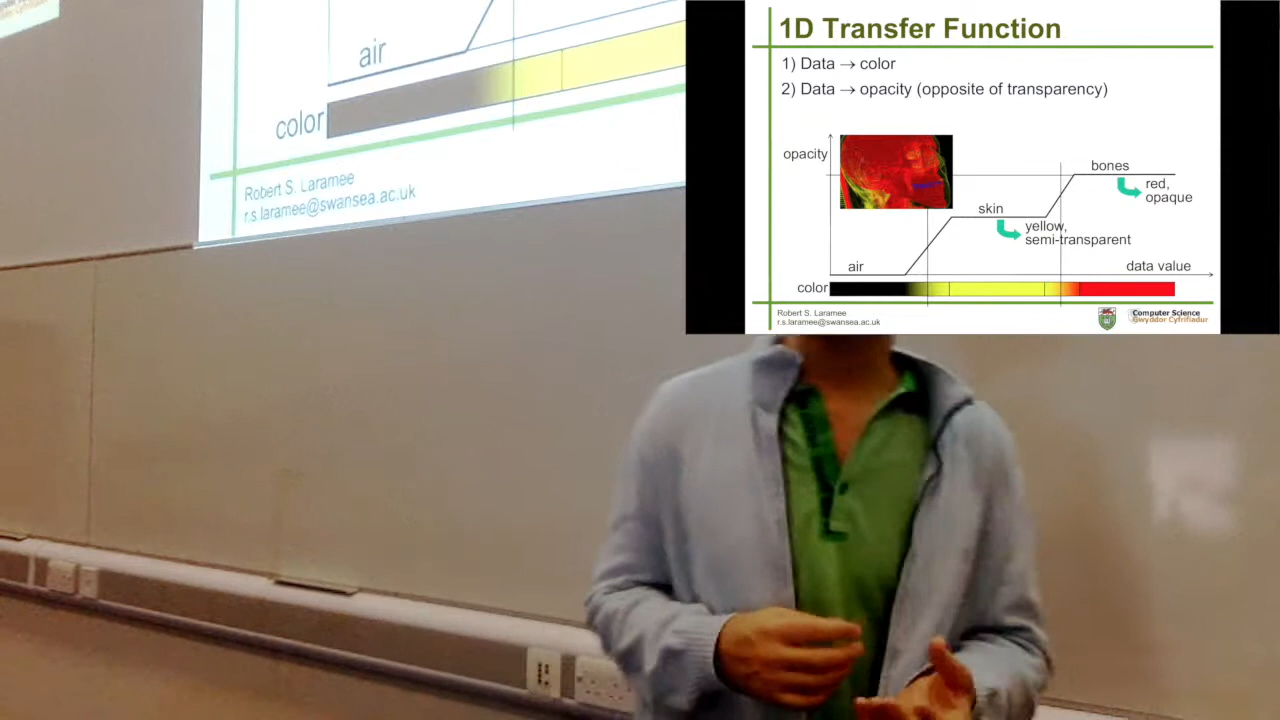 air
color
Robert S. Laramee
r.s.laramee@swansea.ac.uk
1D Transfer Function
1) Data → color
2) Data → opacity (opposite of transparency)
opacity
bones
red,
opaque
skin
yellow,
semi-transparent
air
data value
color
Robert S. Laramee
r.s.laramee@swansea.ac.uk
Computer Science
Gwyddor Cyfrifiadur